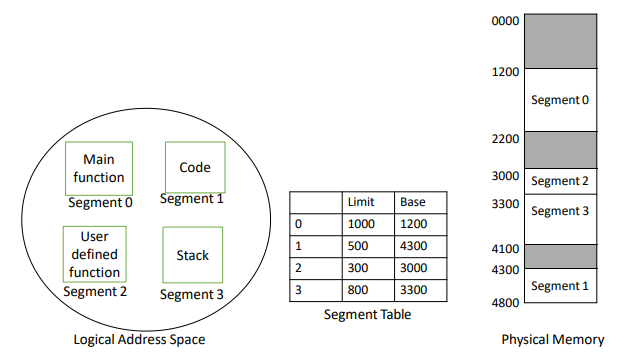 Main
function
Segment 0
Code
Segment 1
User
defined
function
Segment 2
Stack
Segment 3
Logical Address Space
Limit Base
0 1000 1200
1 500 4300
2 300 3000
3 800 3300
Segment Table
0000
1200
Segment 0
2200
3000
Segment 2
3300
Segment 3
4100
4300
Segment 1
4800
Physical Memory